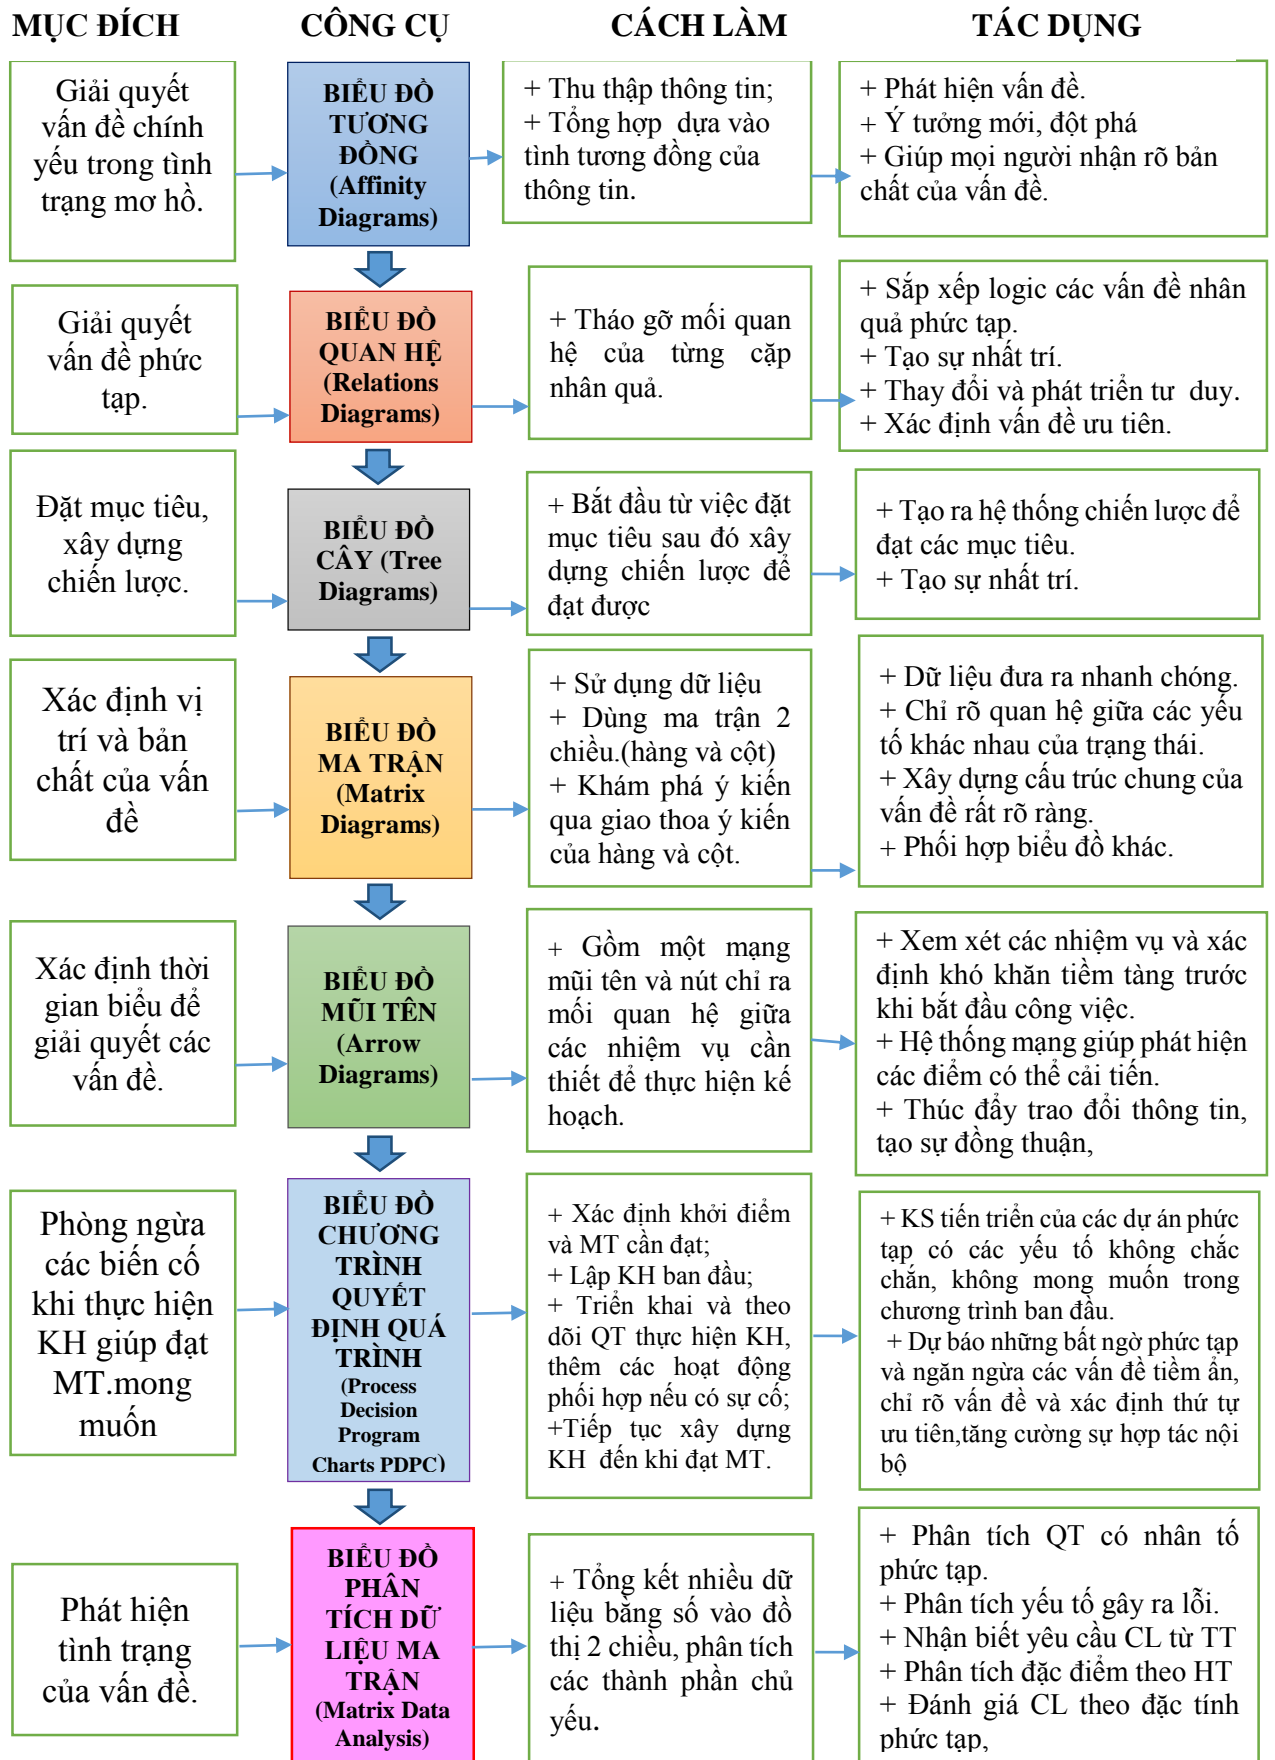 MỤC ĐÍCH
CÔNG CỤ
CÁCH LÀM
TÁC DỤNG
Giải quyết
vấn đề chính
yếu trong tình
trạng mơ hồ.
BIỂU ĐỒ
TƯƠNG
ĐỒNG
(Affinity
Diagrams)
+ Thu thập thông tin;
+ Tổng hợp dựa vào
tình tương đồng của
thông tin.
+ Phát hiện vấn đề.
+ Ý tưởng mới, đột phá
+ Giúp mọi người nhận rõ bản
chất của vấn đề.
Giải quyết
vấn đề phức
tạp.
BIỂU ĐỒ
QUAN HỆ
(Relations
Diagrams)
+ Tháo gỡ mối quan
hệ của từng cặp
nhân quả.
+ Sắp xếp logic các vấn đề nhân
quả phức tạp.
+ Tạo sự nhất trí.
+ Thay đổi và phát triển tư duy.
+ Xác định vấn đề ưu tiên.
Đặt mục tiêu,
xây dựng
chiến lược.
BIỂU ĐỒ
CÂY (Tree
Diagrams)
+ Bắt đầu từ việc đặt
mục tiêu sau đó xây
dựng chiến lược để
đạt được
+ Tạo ra hệ thống chiến lược để
đạt các mục tiêu.
+ Tạo sự nhất trí.
Xác định vị
trí và bản
chất của vấn
đề
BIỂU ĐỒ
MA TRẬN
(Matrix
Diagrams)
+ Sử dụng dữ liệu
+ Dùng ma trận 2
chiều.(hàng và cột)
+ Khám phá ý kiến
qua giao thoa ý kiến
của hàng và cột.
+ Dữ liệu đưa ra nhanh chóng.
+ Chỉ rõ quan hệ giữa các yếu
tố khác nhau của trạng thái.
+ Xây dựng cấu trúc chung của
vấn đề rất rõ ràng.
+ Phối hợp biểu đồ khác.
Xác định thời
gian biểu để
giải quyết các
vấn đề.
BIỂU ĐỒ
MŨI TÊN
(Arrow
Diagrams)
+ Gồm một mạng
mũi tên và nút chỉ ra
mối quan hệ giữa
các nhiệm vụ cần
thiết để thực hiện kế
hoạch.
+ Xem xét các nhiệm vụ và xác
định khó khăn tiềm tàng trước
khi bắt đầu công việc.
+ Hệ thống mạng giúp phát hiện
các điểm có thể cải tiến.
+ Thúc đẩy trao đổi thông tin,
tạo sự đồng thuận,
Phòng ngừa
các biến cố
khi thực hiện
KH giúp đạt
MT.mong
muốn
BIỂU ĐỒ
CHƯƠNG
TRÌNH
QUYẾT
ĐỊNH QUÁ
TRÌNH
(Process
Decision
Program
Charts PDPC)
+ Xác định khởi điểm
và MT cần đạt;
+ Lập KH ban đầu;
+ Triển khai và theo
dõi QT thực hiện KH,
thêm các hoạt động
phối hợp nếu có sự cố;
+Tiếp tục xây dựng
KH đến khi đạt MT.
+ KS tiến triển của các dự án phức
tạp có các yếu tố không chắc
chắn, không mong muốn trong
chương trình ban đầu.
+ Dự báo những bất ngờ phức tạp
và ngăn ngừa các vấn đề tiềm ẩn,
chỉ rõ vấn đề và xác định thứ tự
ưu tiên,tăng cường sự hợp tác nội
bộ
Phát hiện
tình trạng
của vấn đề.
BIỂU ĐỒ
PHÂN
TÍCH DỮ
LIỆU MA
TRẬN
(Matrix Data
Analysis)
+ Tổng kết nhiều dữ
liệu bằng số vào đồ
thị 2 chiều, phân tích
các thành phần chủ
yếu.
+ Phân tích QT có nhân tố
phức tạp.
+ Phân tích yếu tố gây ra lỗi.
+ Nhận biết yêu cầu CL từ TT
+ Phân tích đặc điểm theo HT
+ Đánh giá CL theo đặc tính
phức tạp,